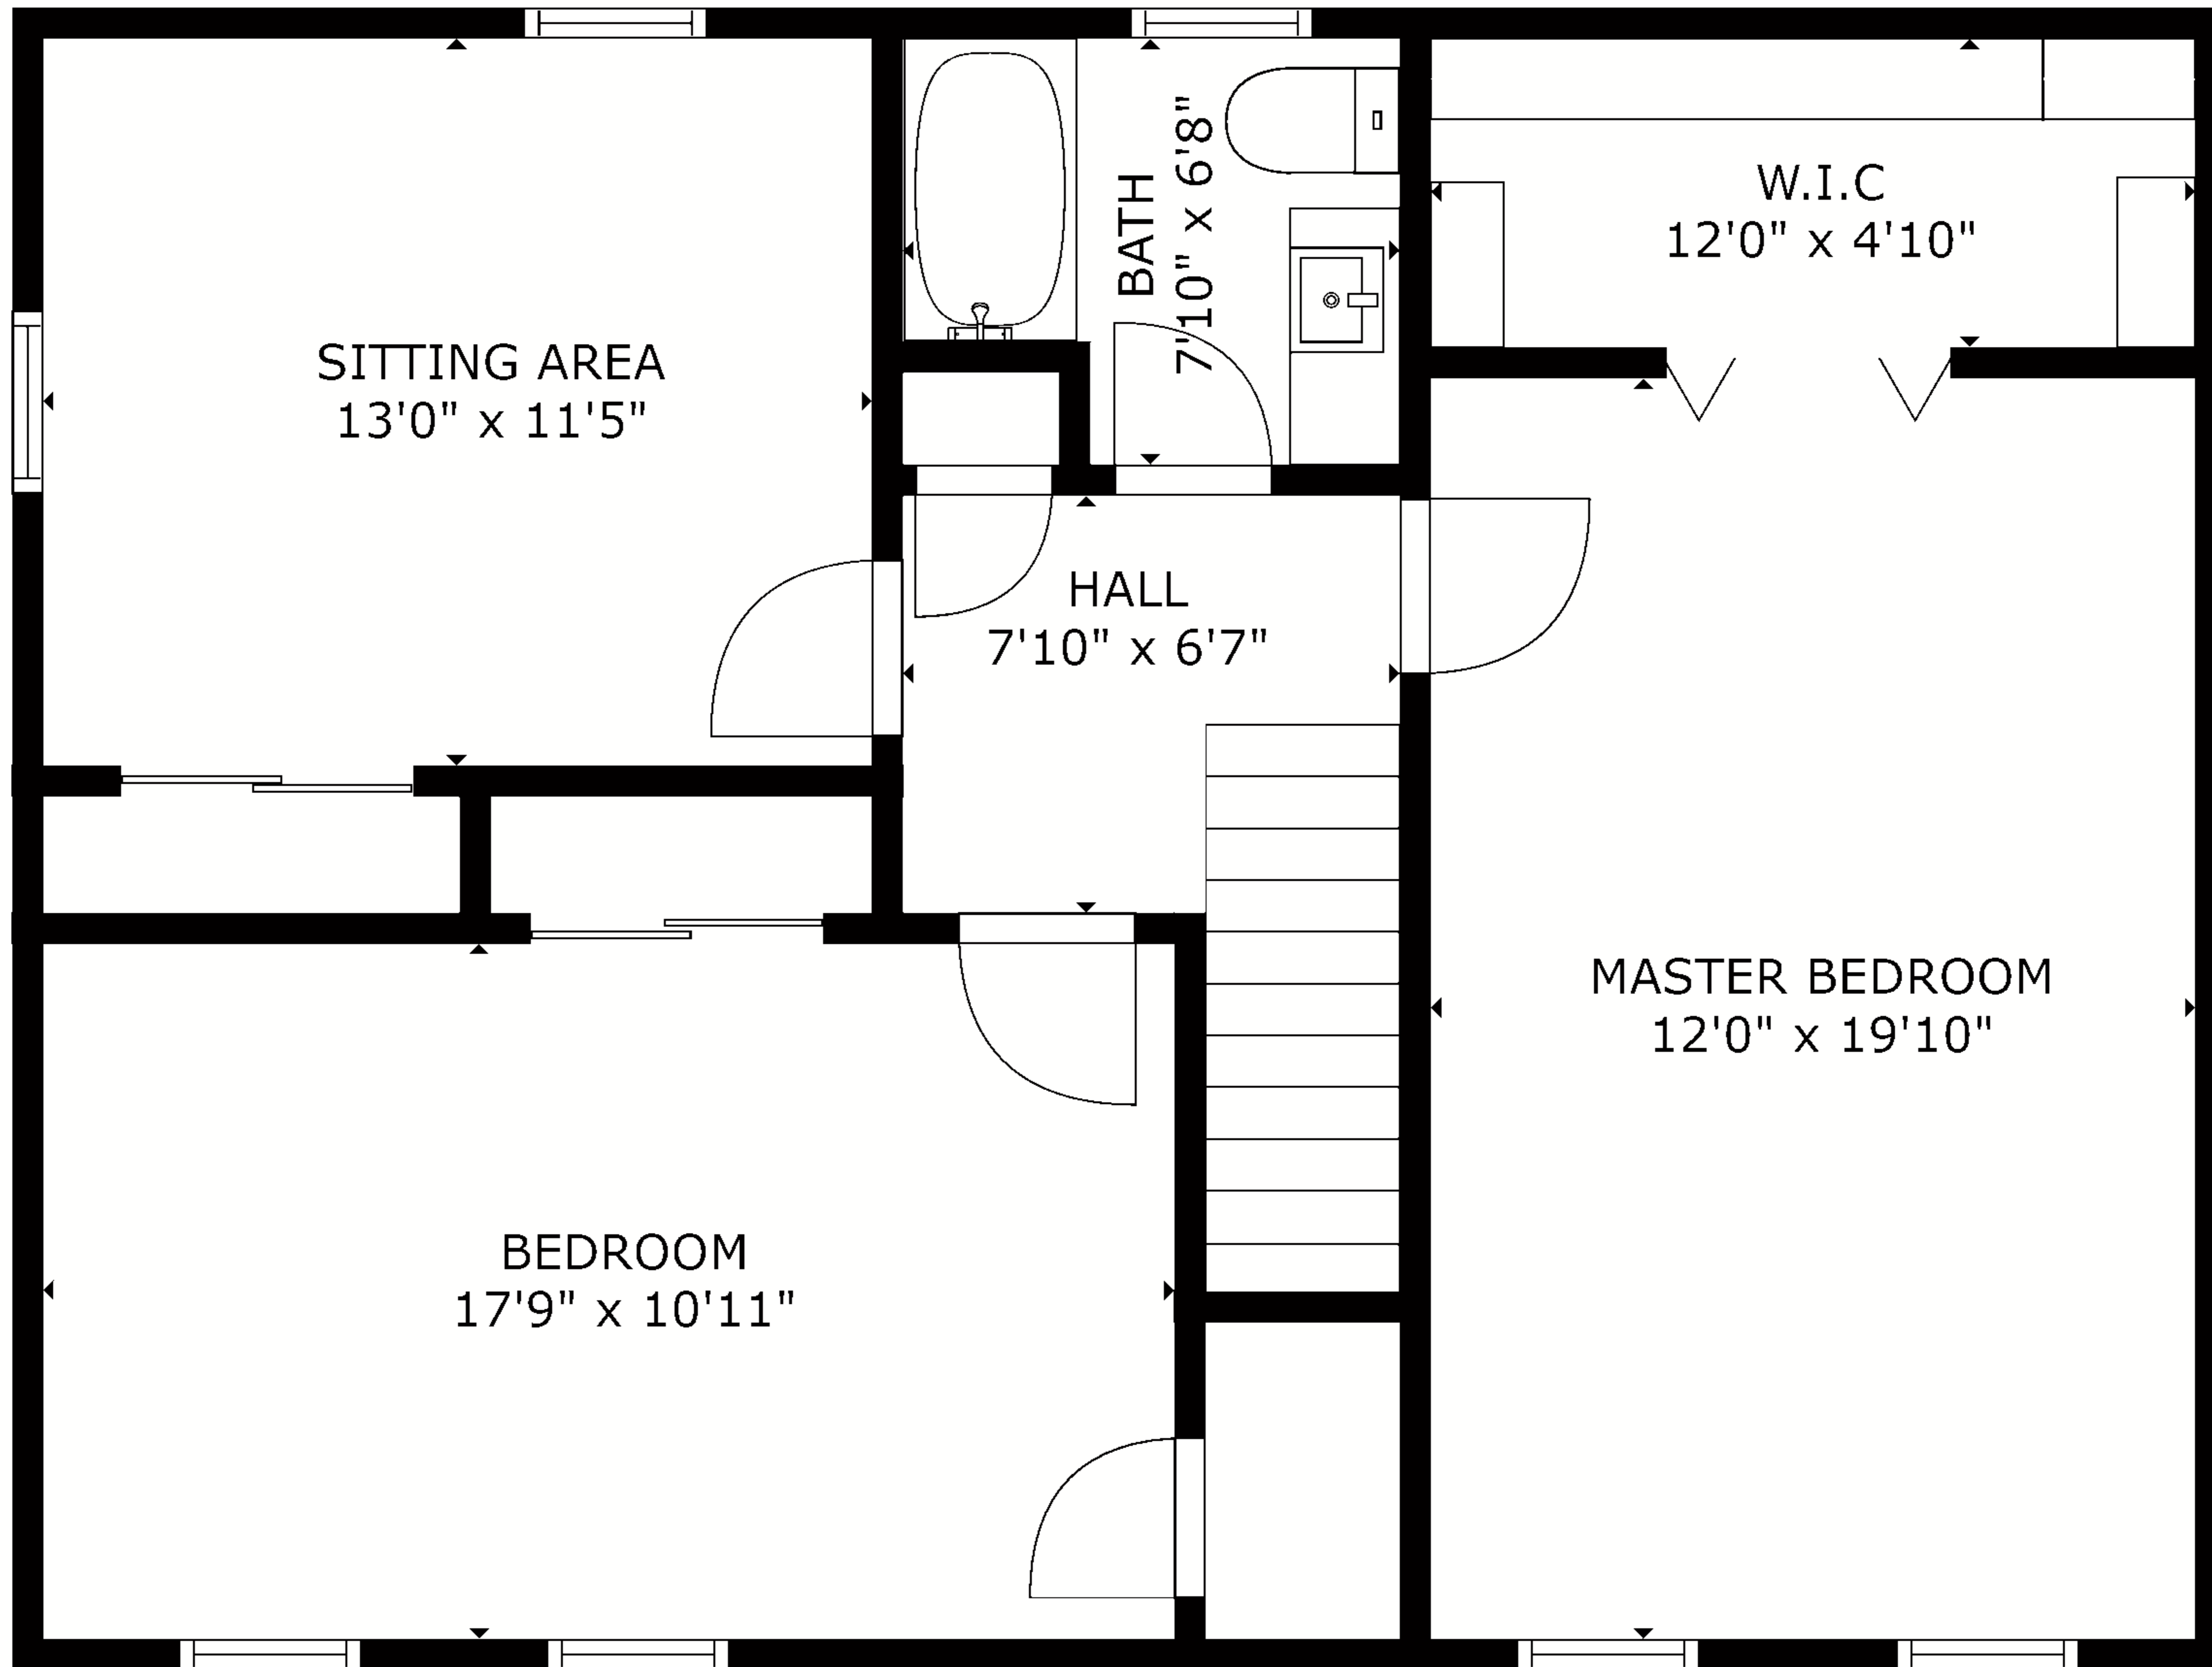 BATH
7'10" x 6'8"
W.I.C
12'0" x 4'10"
SITTING AREA
13'0" x 11'5"
HALL
7'10" x 6'7"
MASTER BEDROOM
12'0" x 19'10"
BEDROOM
17'9" x 10'11"